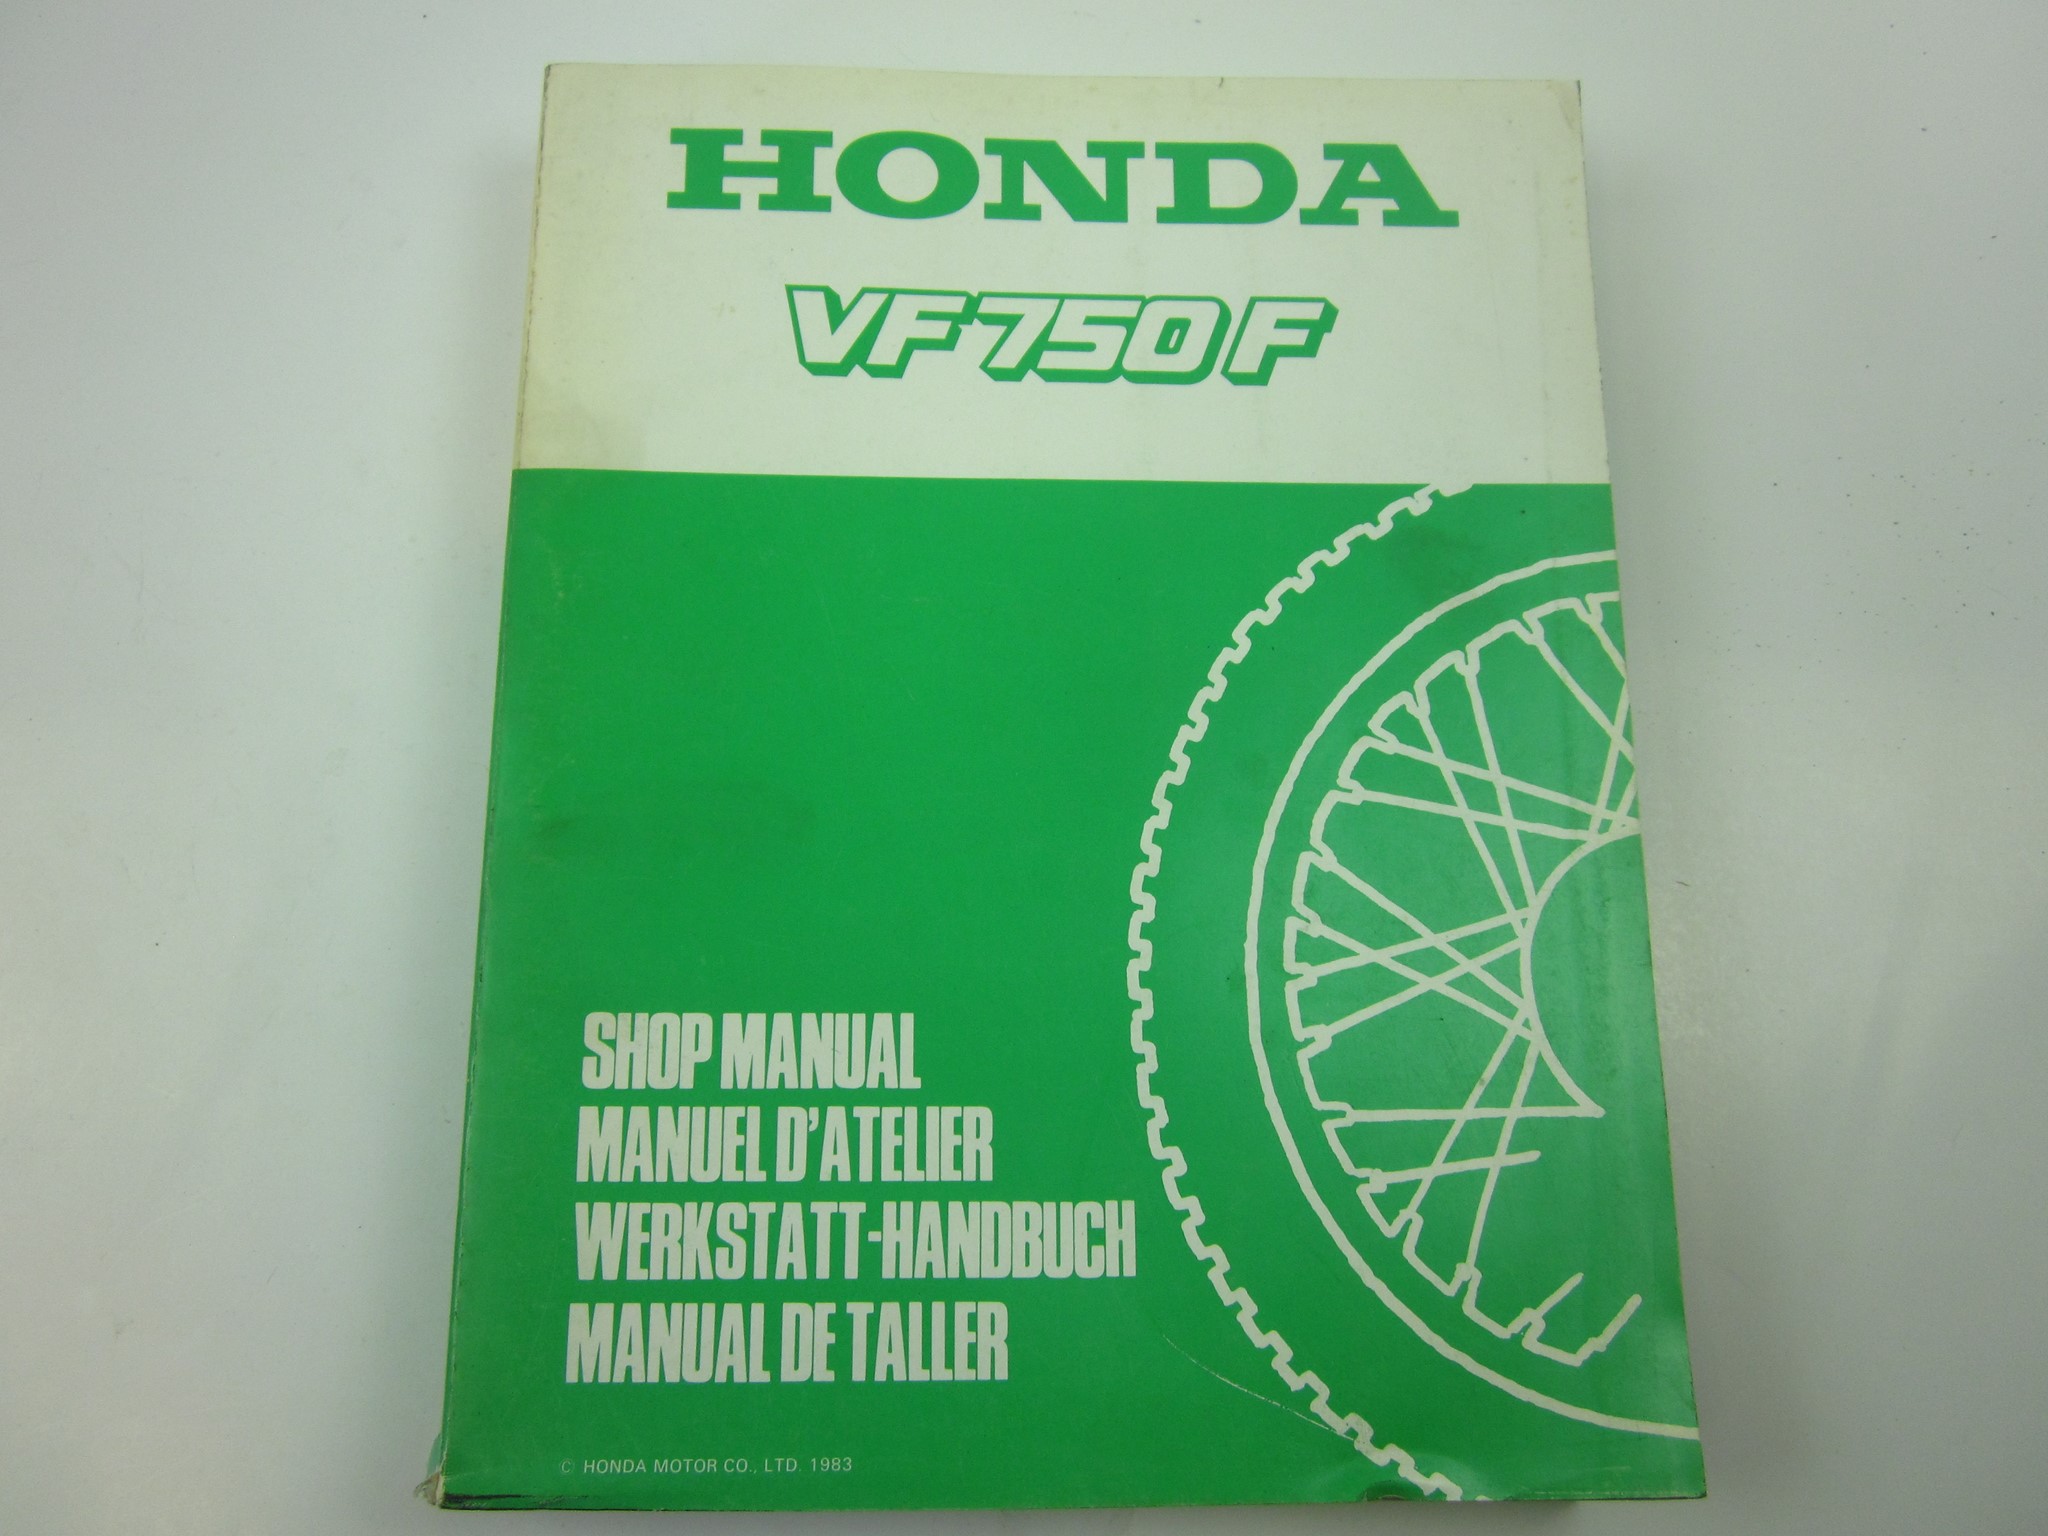 HONDA
VF750F
SHOP MANUAL
MANUEL D'ATELIER
WERKSTATT-HANDBUCH
MANUAL DE TALLER
© HONDA MOTOR CO., LTD. 1983